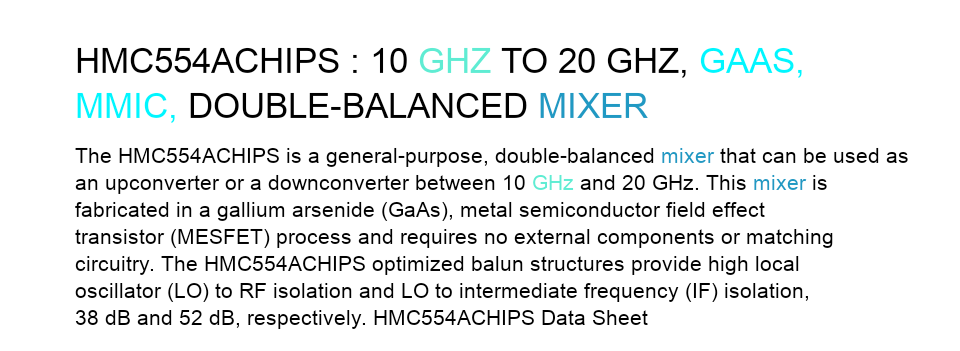 HMC554ACHIPS : 10 GHZ TO 20 GHZ, GAAS,
MMIC, DOUBLE-BALANCED MIXER
The HMC554ACHIPS is a general-purpose, double-balanced mixer that can be used as
an upconverter or a downconverter between 10 GHz and 20 GHz. This mixer is
fabricated in a gallium arsenide (GaAs), metal semiconductor field effect
transistor (MESFET) process and requires no external components or matching
circuitry. The HMC554ACHIPS optimized balun structures provide high local
oscillator (LO) to RF isolation and LO to intermediate frequency (IF) isolation,
38 dB and 52 dB, respectively. HMC554ACHIPS Data Sheet